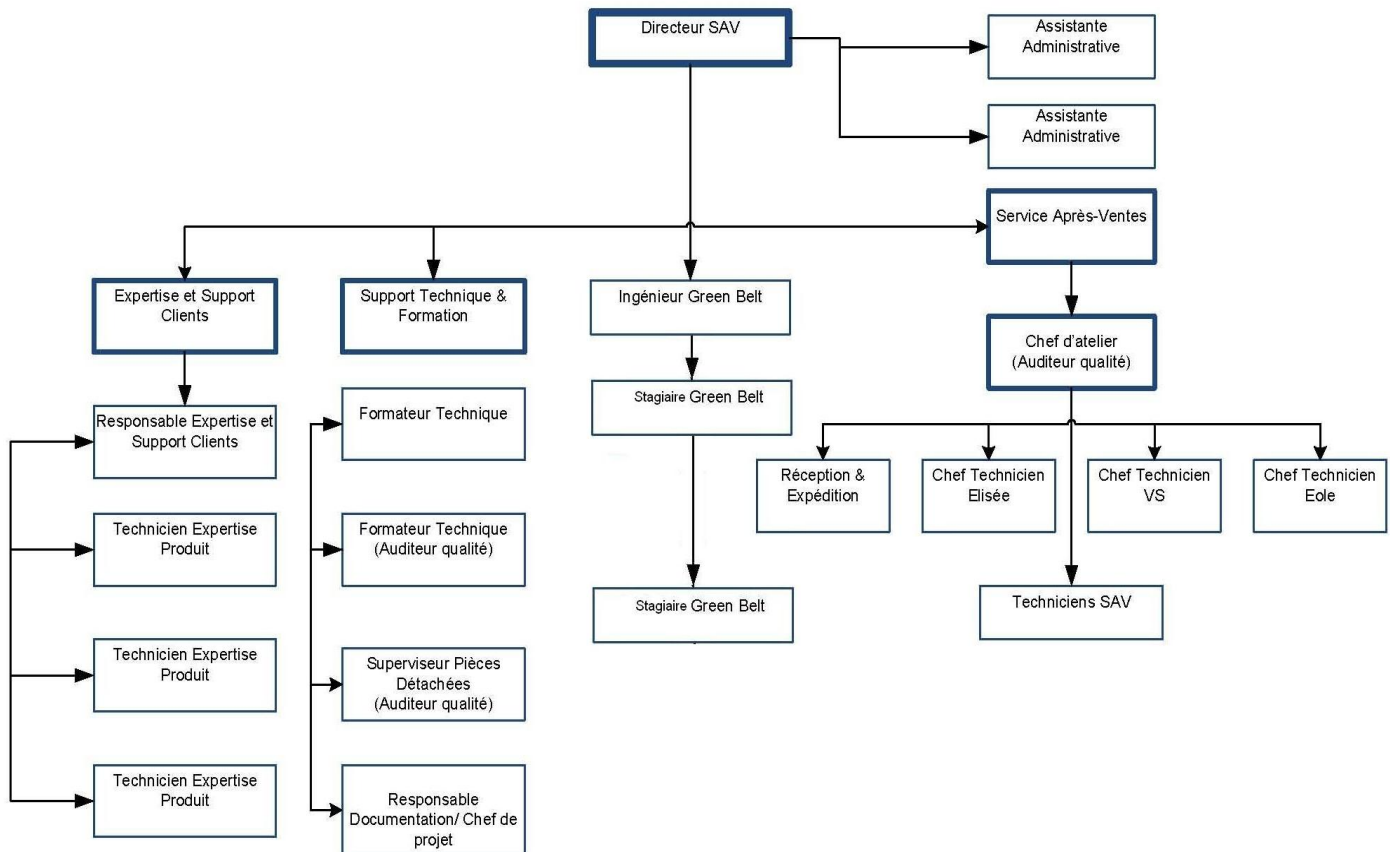 Directeur SAV
Assistante
Administrative
Assistante
Administrative
Service Après-Ventes
Expertise et Support
Clients
Support Technique &
Formation
Ingénieur Green Belt
Chef d'atelier
(Auditeur qualité)
Responsable Expertise et
Support Clients
Formateur Technique
Stagiaire Green Belt
Réception &
Expédition
Chef Technicien
Elisée
Chef Technicien
VS
Chef Technicien
Eole
Technicien Expertise
Produit
Formateur Technique
(Auditeur qualité)
Stagiaire Green Belt
Techniciens SAV
Technicien Expertise
Produit
Superviseur Pièces
Détachées
(Auditeur qualité)
Technicien Expertise
Produit
Responsable
Documentation/ Chef de
projet